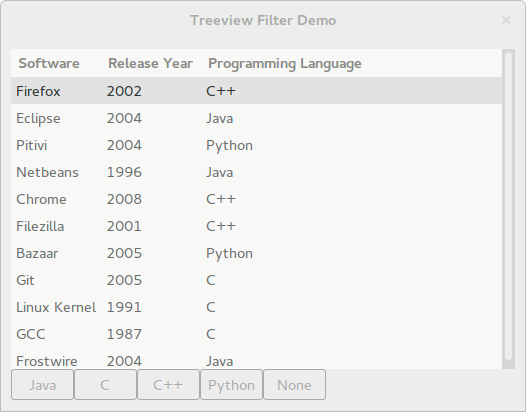 Treeview Filter Demo
Software Release Year Programming Language
Firefox 2002 C++
Eclipse 2004 Java
Pitivi 2004 Python
Netbeans 1996 Java
Chrome 2008 C++
Filezilla 2001 C++
Bazaar 2005 Python
Git 2005 C
Linux Kernel 1991 C
GCC 1987 C
Frostwire 2004 Java
Java C C++ Python None